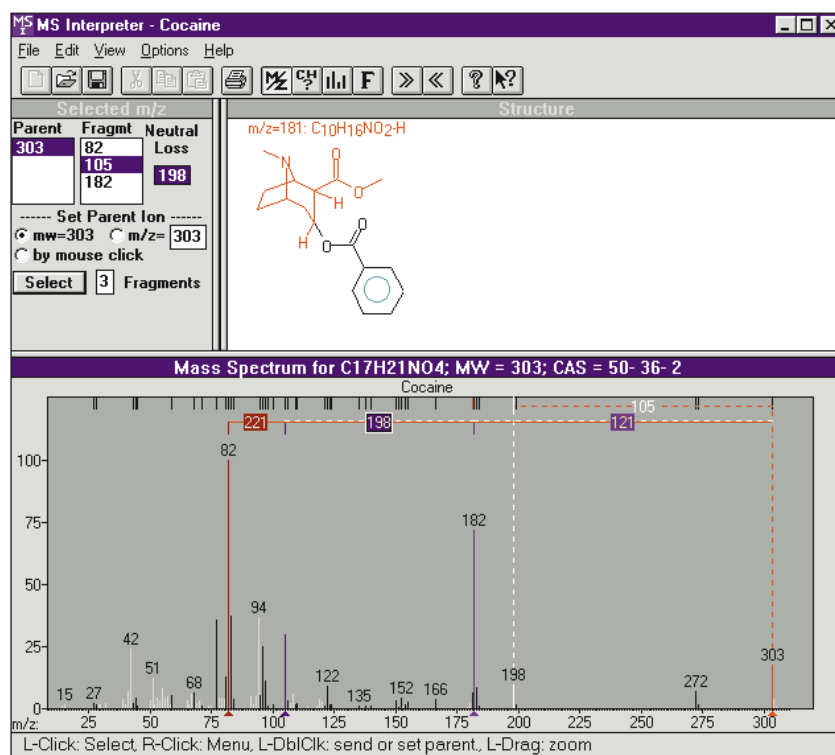 MS I MS Interpreter - Cocaine
File Edit View Options Help
CH ? F » « ? ?
Selected m/z
Structure
Parent Fragmt Neutral Loss
303
82
105
182
198
------ Set Parent Ion ------
mw=303 m/z= 303
by mouse click
Select 3 Fragments
m/z=181: C10H16NO2-H
N
O
O
H
H
O
O
Mass Spectrum for C17H21NO4; MW = 303; CAS = 50- 36- 2
Cocaine
105
221 198 121
100
75
50
25
0
82
182
94
42
51
15 27 68 122 135 152 166 198 272 303
m/z: 25 50 75 100 125 150 175 200 225 250 275 300
L-Click: Select, R-Click: Menu, L-DblClk: send or set parent., L-Drag: zoom